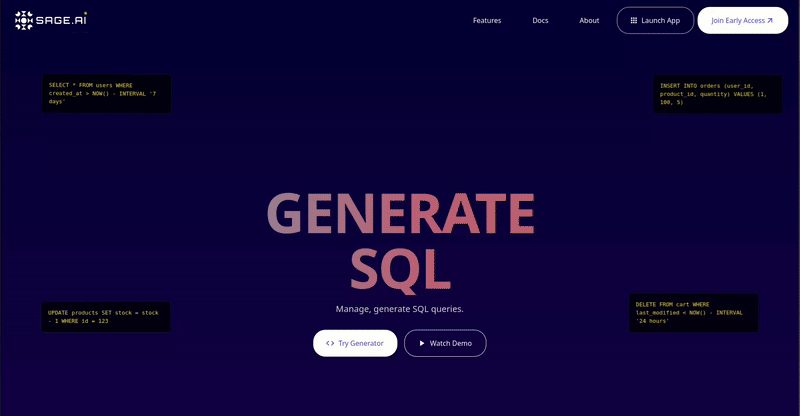 SAGE.Ai
Features
Docs
About
Launch App
Join Early Access
SELECT * FROM users WHERE
created_at > NOW() - INTERVAL '7
days'
INSERT INTO orders (user_id,
product_id, quantity) VALUES (1,
100, 5)
GENERATE
SQL
Manage, generate SQL queries.
UPDATE products SET stock = stock
- 1 WHERE id = 123
DELETE FROM cart WHERE
last_modified < NOW() - INTERVAL
'24 hours'
Try Generator
Watch Demo